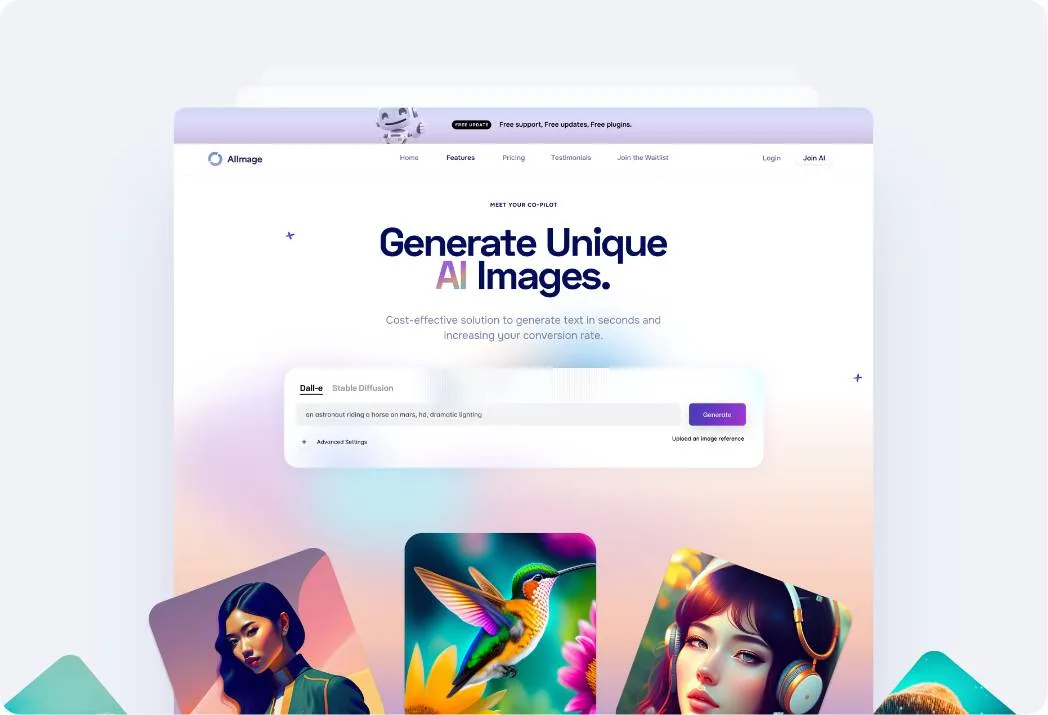 FREE UPDATE Free support, Free updates, Free plugins.
AIImage Home Features Pricing Testimonials Join the Waitlist Login Join AI
MEET YOUR CO-PILOT
Generate Unique
AI Images.
Cost-effective solution to generate text in seconds and
increasing your conversion rate.
Dall-e Stable Diffusion
an astronaut riding a horse on mars, hd, dramatic lighting Generate
+ Advanced Settings Upload an image reference